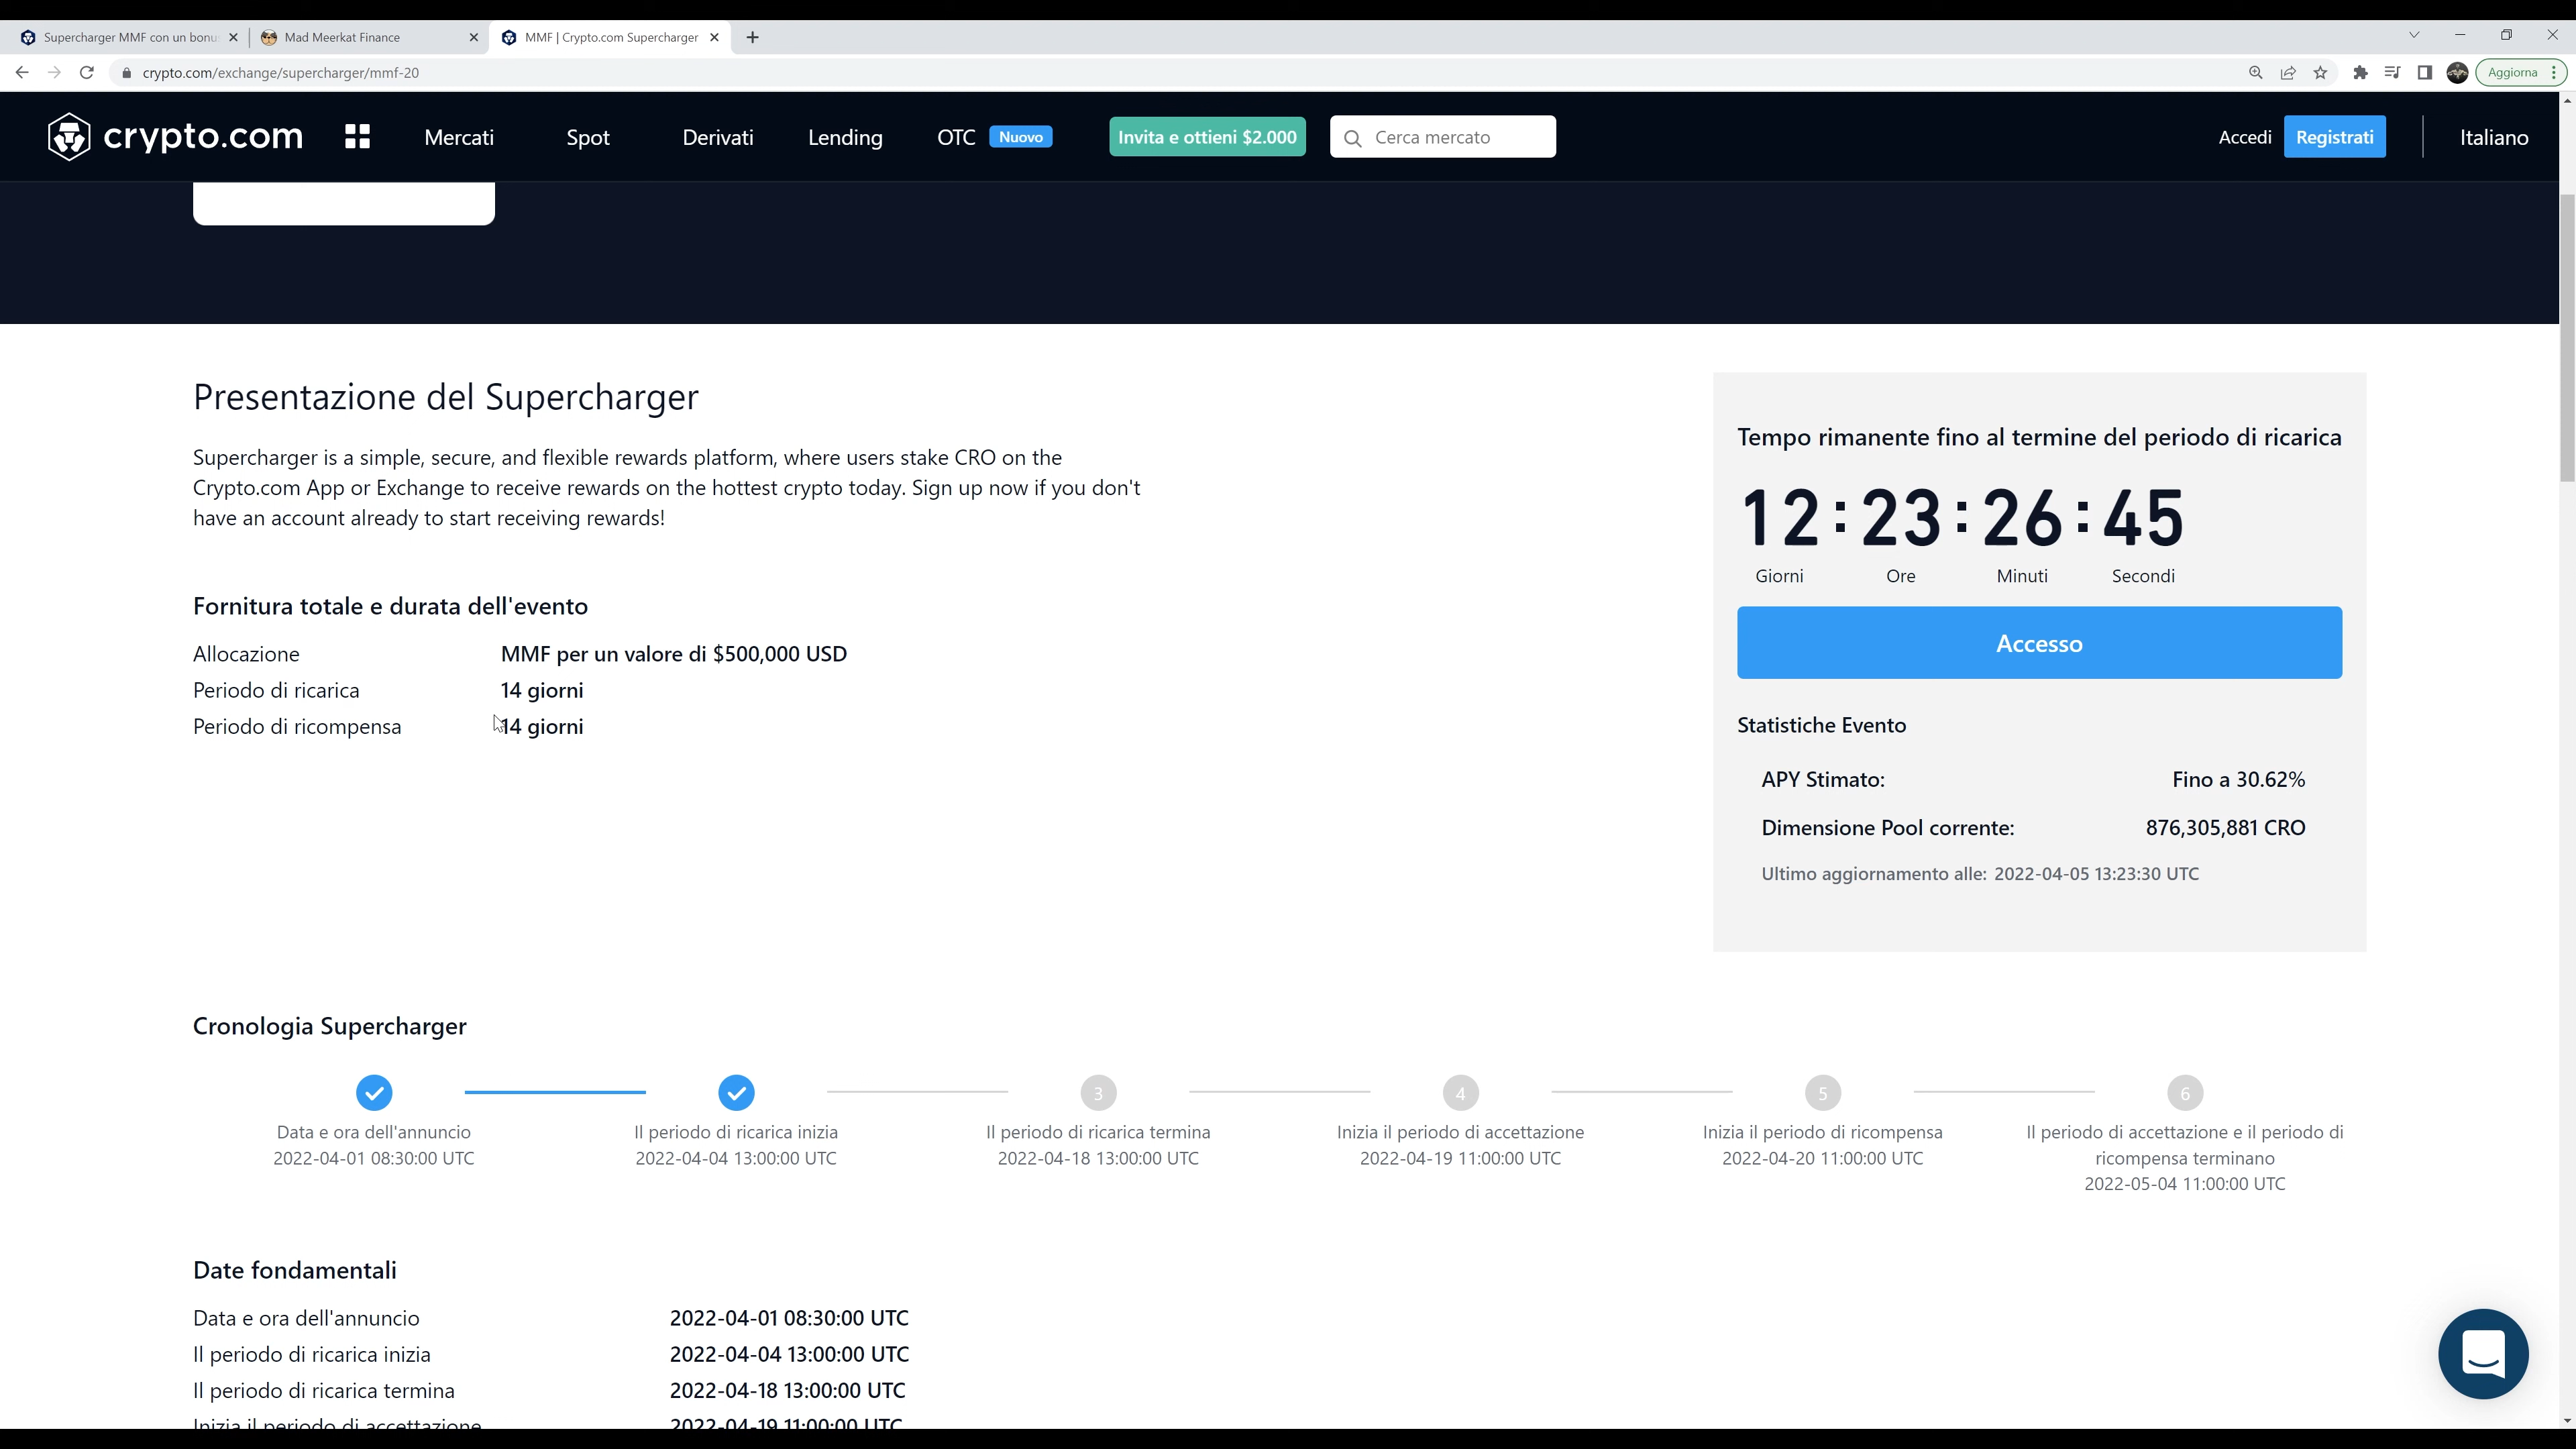 Supercharger MMF con un bonu
Mad Meerkat Finance
MMF | Crypto.com Supercharger
crypto.com/exchange/supercharger/mmf-20
Aggiorna
crypto.com
Mercati
Spot
Derivati
Lending
OTC
Nuovo
Invita e ottieni $2.000
Cerca mercato
Accedi
Registrati
Italiano
Presentazione del Supercharger
Supercharger is a simple, secure, and flexible rewards platform, where users stake CRO on the
Crypto.com App or Exchange to receive rewards on the hottest crypto today. Sign up now if you don't
have an account already to start receiving rewards!
Fornitura totale e durata dell'evento
Allocazione MMF per un valore di $500,000 USD
Periodo di ricarica 14 giorni
Periodo di ricompensa 14 giorni
Tempo rimanente fino al termine del periodo di ricarica
12:23:26:45
Giorni Ore Minuti Secondi
Accesso
Statistiche Evento
APY Stimato: Fino a 30.62%
Dimensione Pool corrente: 876,305,881 CRO
Ultimo aggiornamento alle: 2022-04-05 13:23:30 UTC
Cronologia Supercharger
Data e ora dell'annuncio
2022-04-01 08:30:00 UTC
Il periodo di ricarica inizia
2022-04-04 13:00:00 UTC
3
Il periodo di ricarica termina
2022-04-18 13:00:00 UTC
4
Inizia il periodo di accettazione
2022-04-19 11:00:00 UTC
5
Inizia il periodo di ricompensa
2022-04-20 11:00:00 UTC
6
Il periodo di accettazione e il periodo di
ricompensa terminano
2022-05-04 11:00:00 UTC
Date fondamentali
Data e ora dell'annuncio 2022-04-01 08:30:00 UTC
Il periodo di ricarica inizia 2022-04-04 13:00:00 UTC
Il periodo di ricarica termina 2022-04-18 13:00:00 UTC
Inizia il periodo di accettazione 2022-04-19 11:00:00 UTC